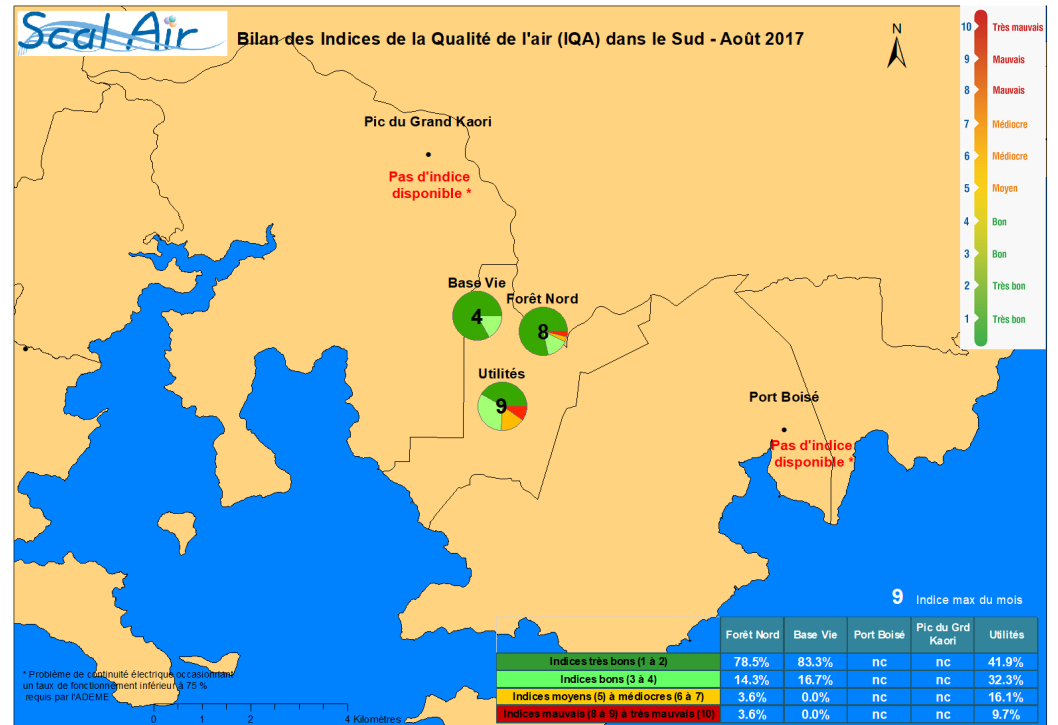 Scal Air
Bilan des Indices de la Qualité de l'air (IQA) dans le Sud - Août 2017
N
10 Très mauvais
9 Mauvais
8 Mauvais
7 Médiocre
6 Médiocre
5 Moyen
4 Bon
3 Bon
2 Très bon
1 Très bon
Pic du Grand Kaori
Pas d'indice
disponible *
Base Vie
4
Forêt Nord
8
Utilités
9
Port Boisé
Pas d'indice
disponible *
9 Indice max du mois
Forêt Nord Base Vie Port Boisé Pic du Grd Kaori Utilités
Indices très bons (1 à 2) 78.5% 83.3% nc nc 41.9%
Indices bons (3 à 4) 14.3% 16.7% nc nc 32.3%
Indices moyens (5) à médiocres (6 à 7) 3.6% 0.0% nc nc 16.1%
Indices mauvais (8 à 9) à très mauvais (10) 3.6% 0.0% nc nc 9.7%
* Problème de continuité électrique occasionnant
un taux de fonctionnement inférieur à 75 %
requis par l'ADEME
0 1 2 4 Kilomètres